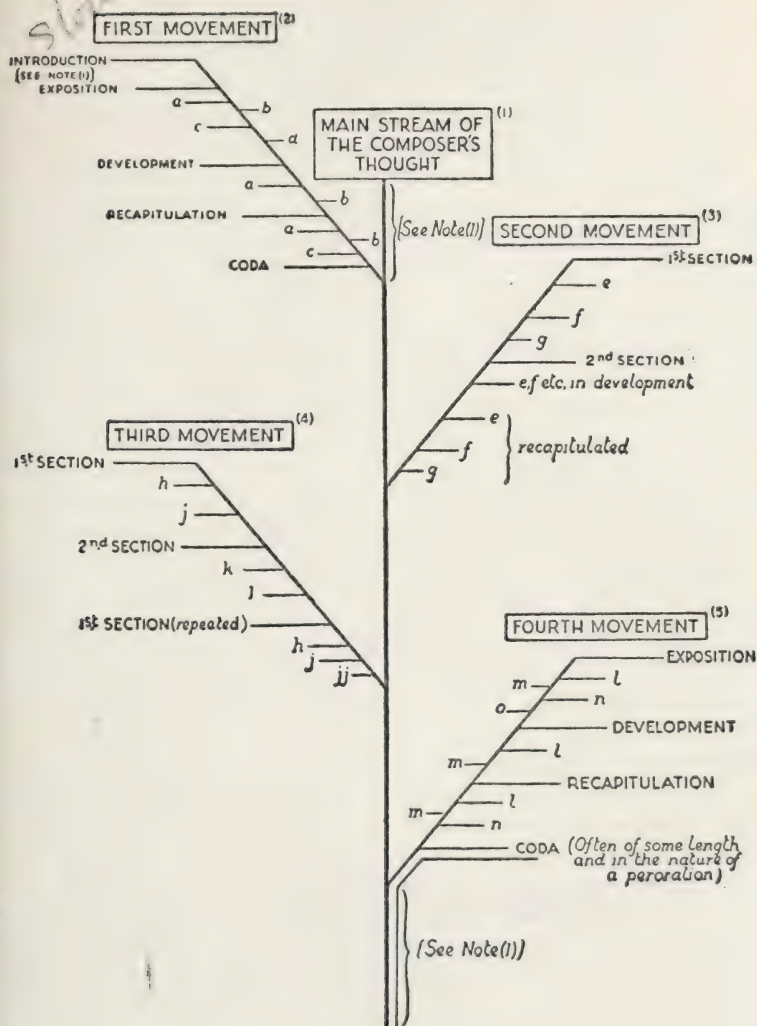 FIRST MOVEMENT (2)
INTRODUCTION
(SEE NOTE (1))
EXPOSITION
a
b
c
d
DEVELOPMENT
a
b
RECAPITULATION
a
b
c
CODA
MAIN STREAM OF (1)
THE COMPOSER'S
THOUGHT
[See Note (1)]
SECOND MOVEMENT (3)
1st SECTION
e
f
g
2nd SECTION
e, f etc, in development
e
f
g
recapitulated
THIRD MOVEMENT (4)
1st SECTION
h
j
2nd SECTION
k
l
1st SECTION (repeated)
h
j
jj
FOURTH MOVEMENT (5)
EXPOSITION
l
m
n
o
DEVELOPMENT
l
m
RECAPITULATION
l
m
n
CODA (Often of some length
and in the nature of
a peroration)
[See Note (1)]